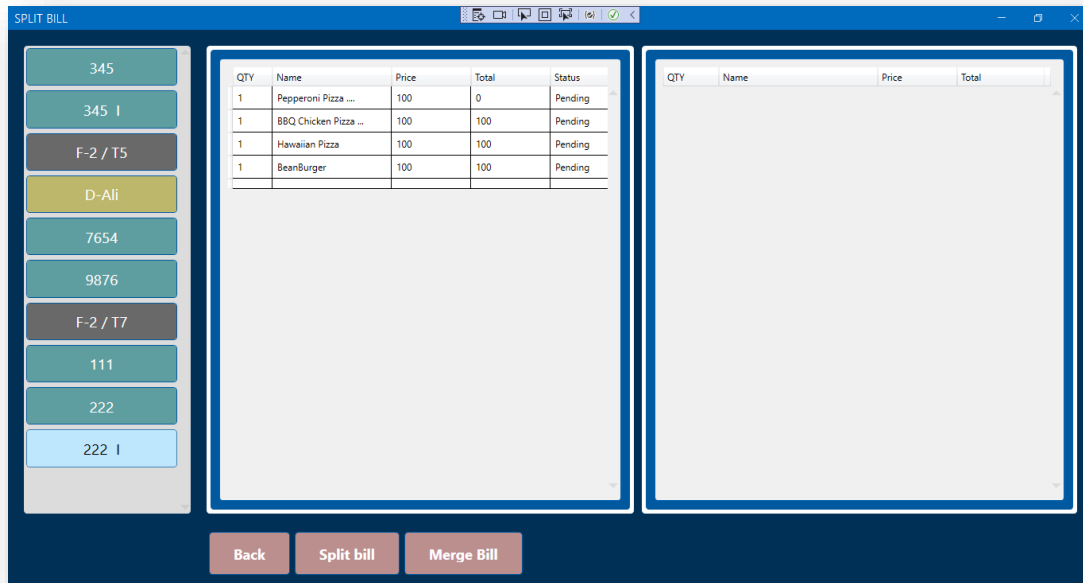 SPLIT BILL
345
345 I
F-2 / T5
D-Ali
7654
9876
F-2 / T7
111
222
222 I
QTY Name Price Total Status
1 Pepperoni Pizza .... 100 0 Pending
1 BBQ Chicken Pizza ... 100 100 Pending
1 Hawaiian Pizza 100 100 Pending
1 BeanBurger 100 100 Pending
QTY Name Price Total
Back Split bill Merge Bill